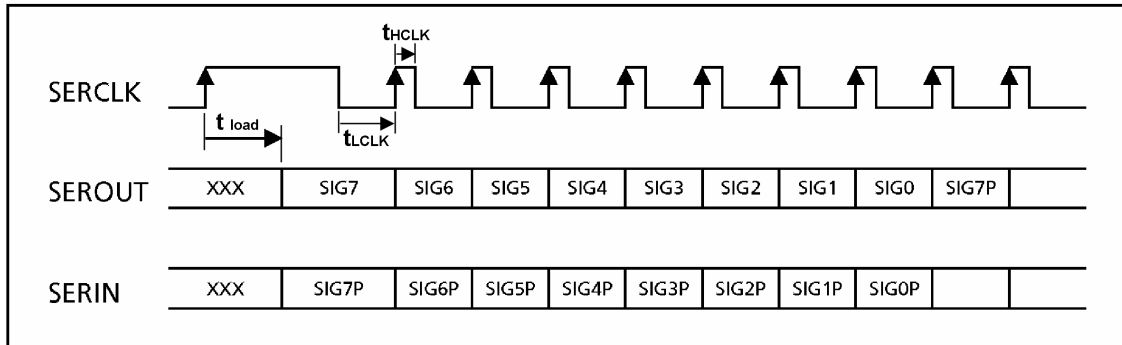 tHCLK
SERCLK
t load
tLCLK
SEROUT XXX SIG7 SIG6 SIG5 SIG4 SIG3 SIG2 SIG1 SIG0 SIG7P
SERIN XXX SIG7P SIG6P SIG5P SIG4P SIG3P SIG2P SIG1P SIG0P